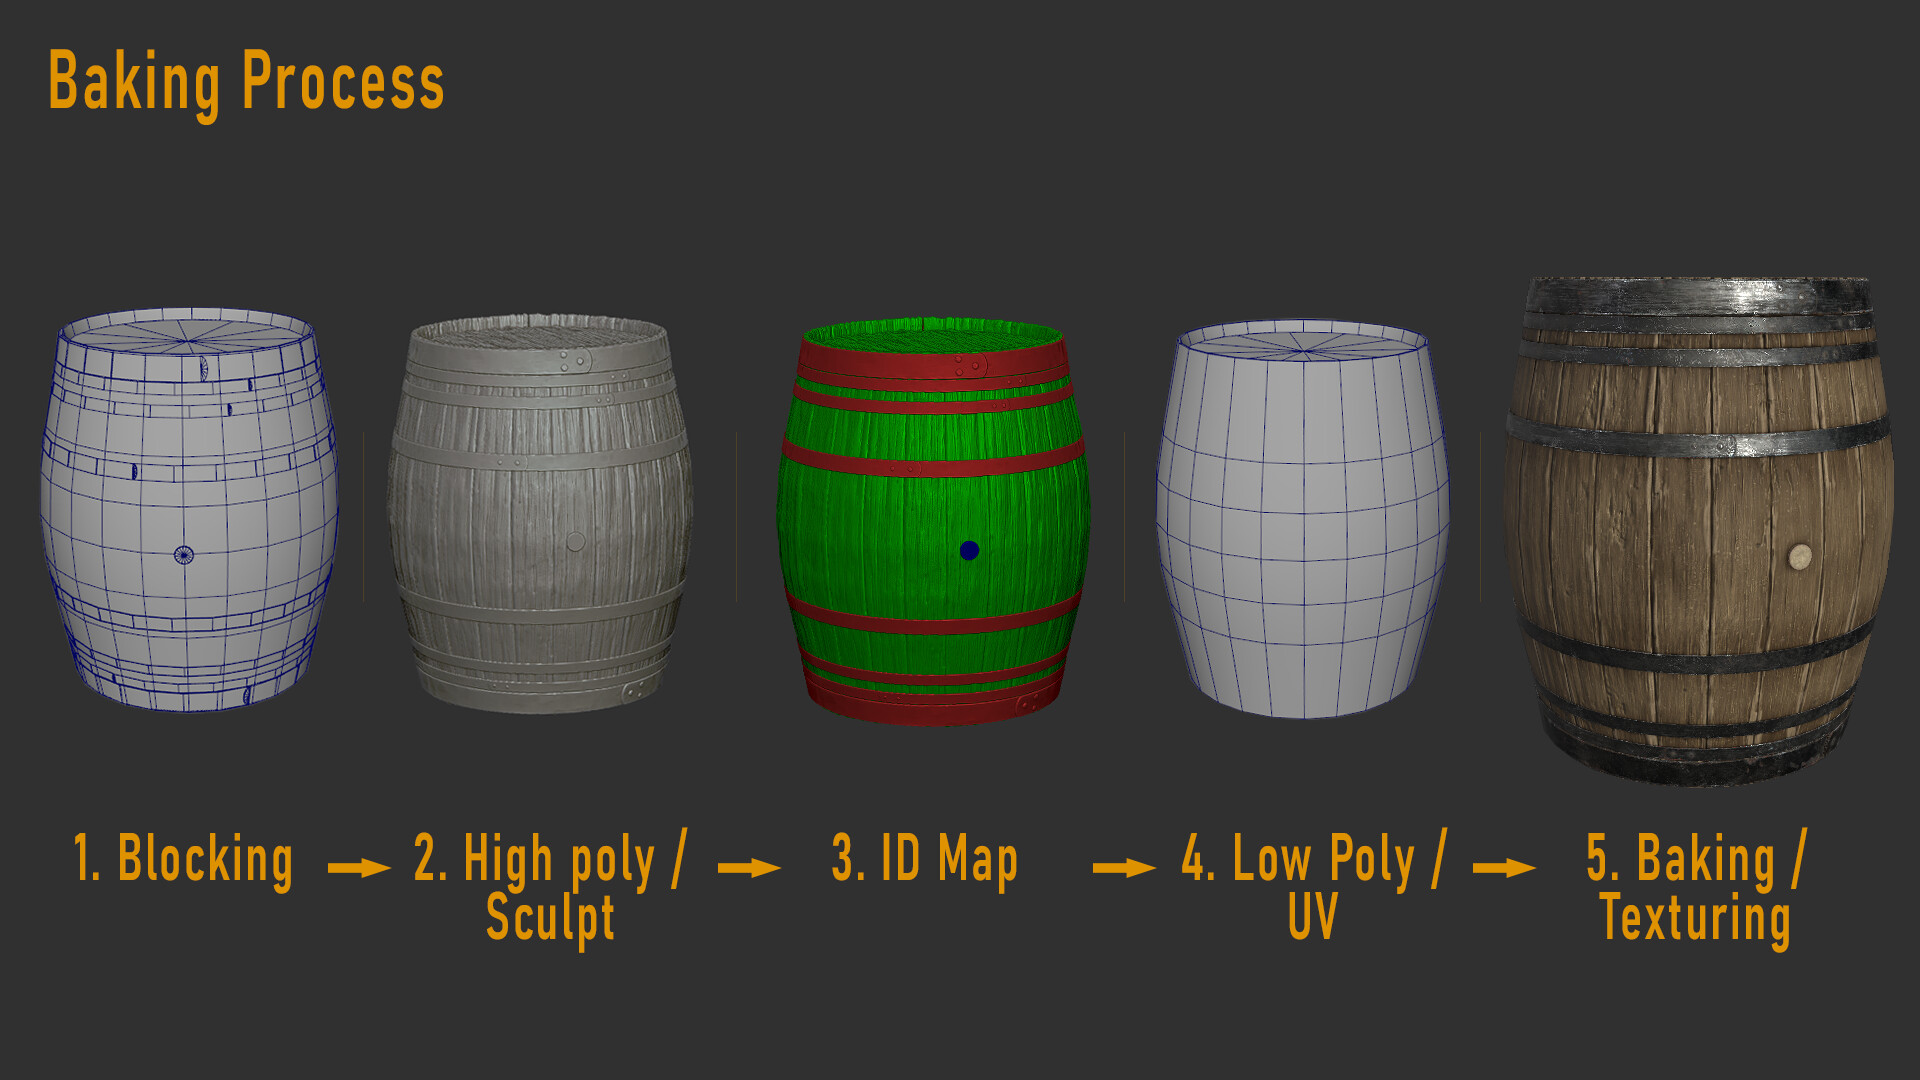 Baking Process
1. Blocking
2. High poly /
Sculpt
3. ID Map
4. Low Poly /
UV
5. Baking /
Texturing